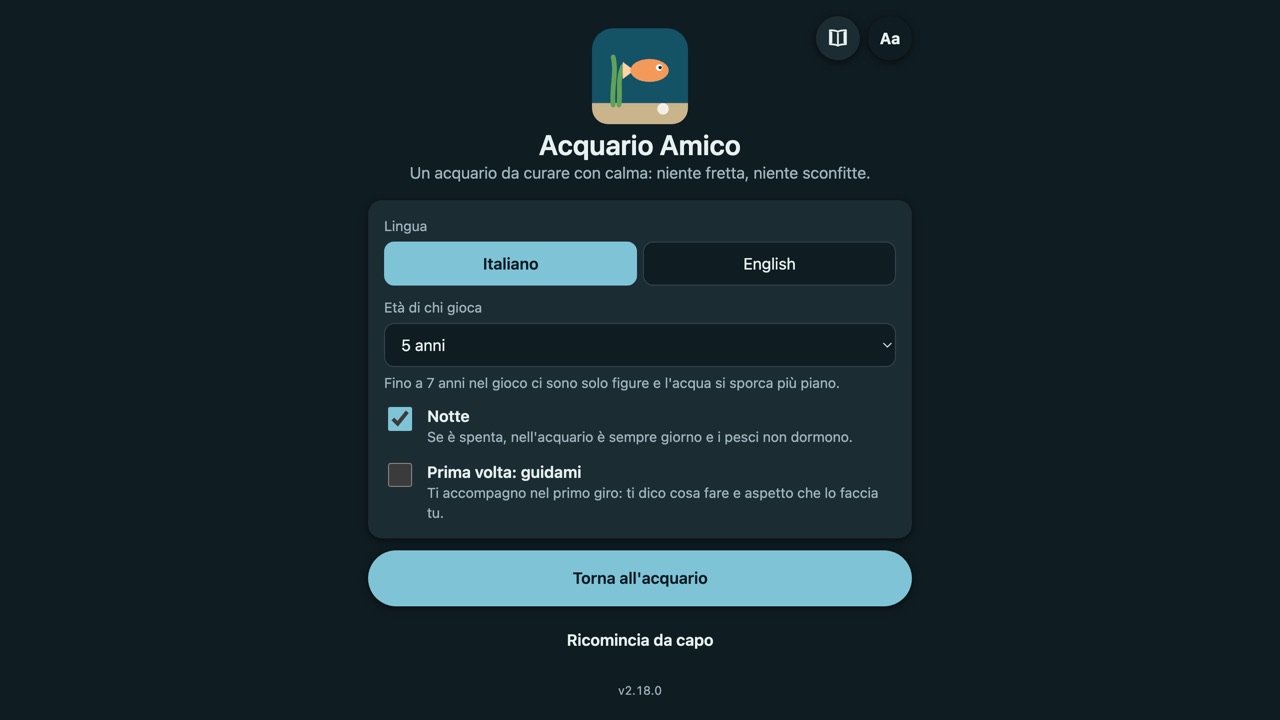 Aa
Acquario Amico
Un acquario da curare con calma: niente fretta, niente sconfitte.
Lingua
Italiano
English
Età di chi gioca
5 anni
Fino a 7 anni nel gioco ci sono solo figure e l'acqua si sporca più piano.
Notte
Se è spenta, nell'acquario è sempre giorno e i pesci non dormono.
Prima volta: guidami
Ti accompagno nel primo giro: ti dico cosa fare e aspetto che lo faccia
tu.
Torna all'acquario
Ricomincia da capo
v2.18.0